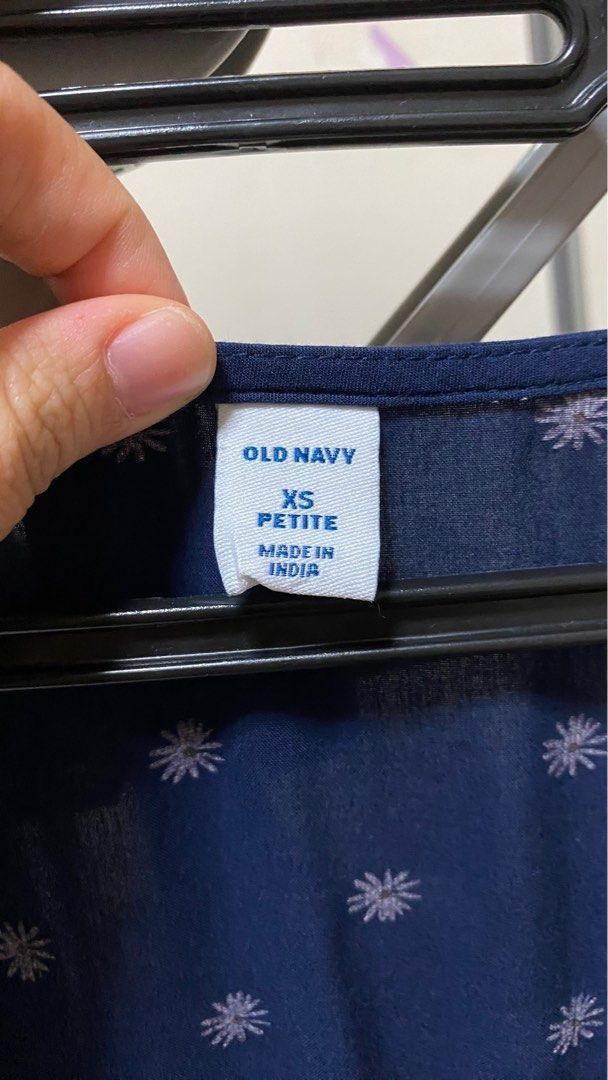 OLD NAVY
XS
PETITE
MADE IN
INDIA